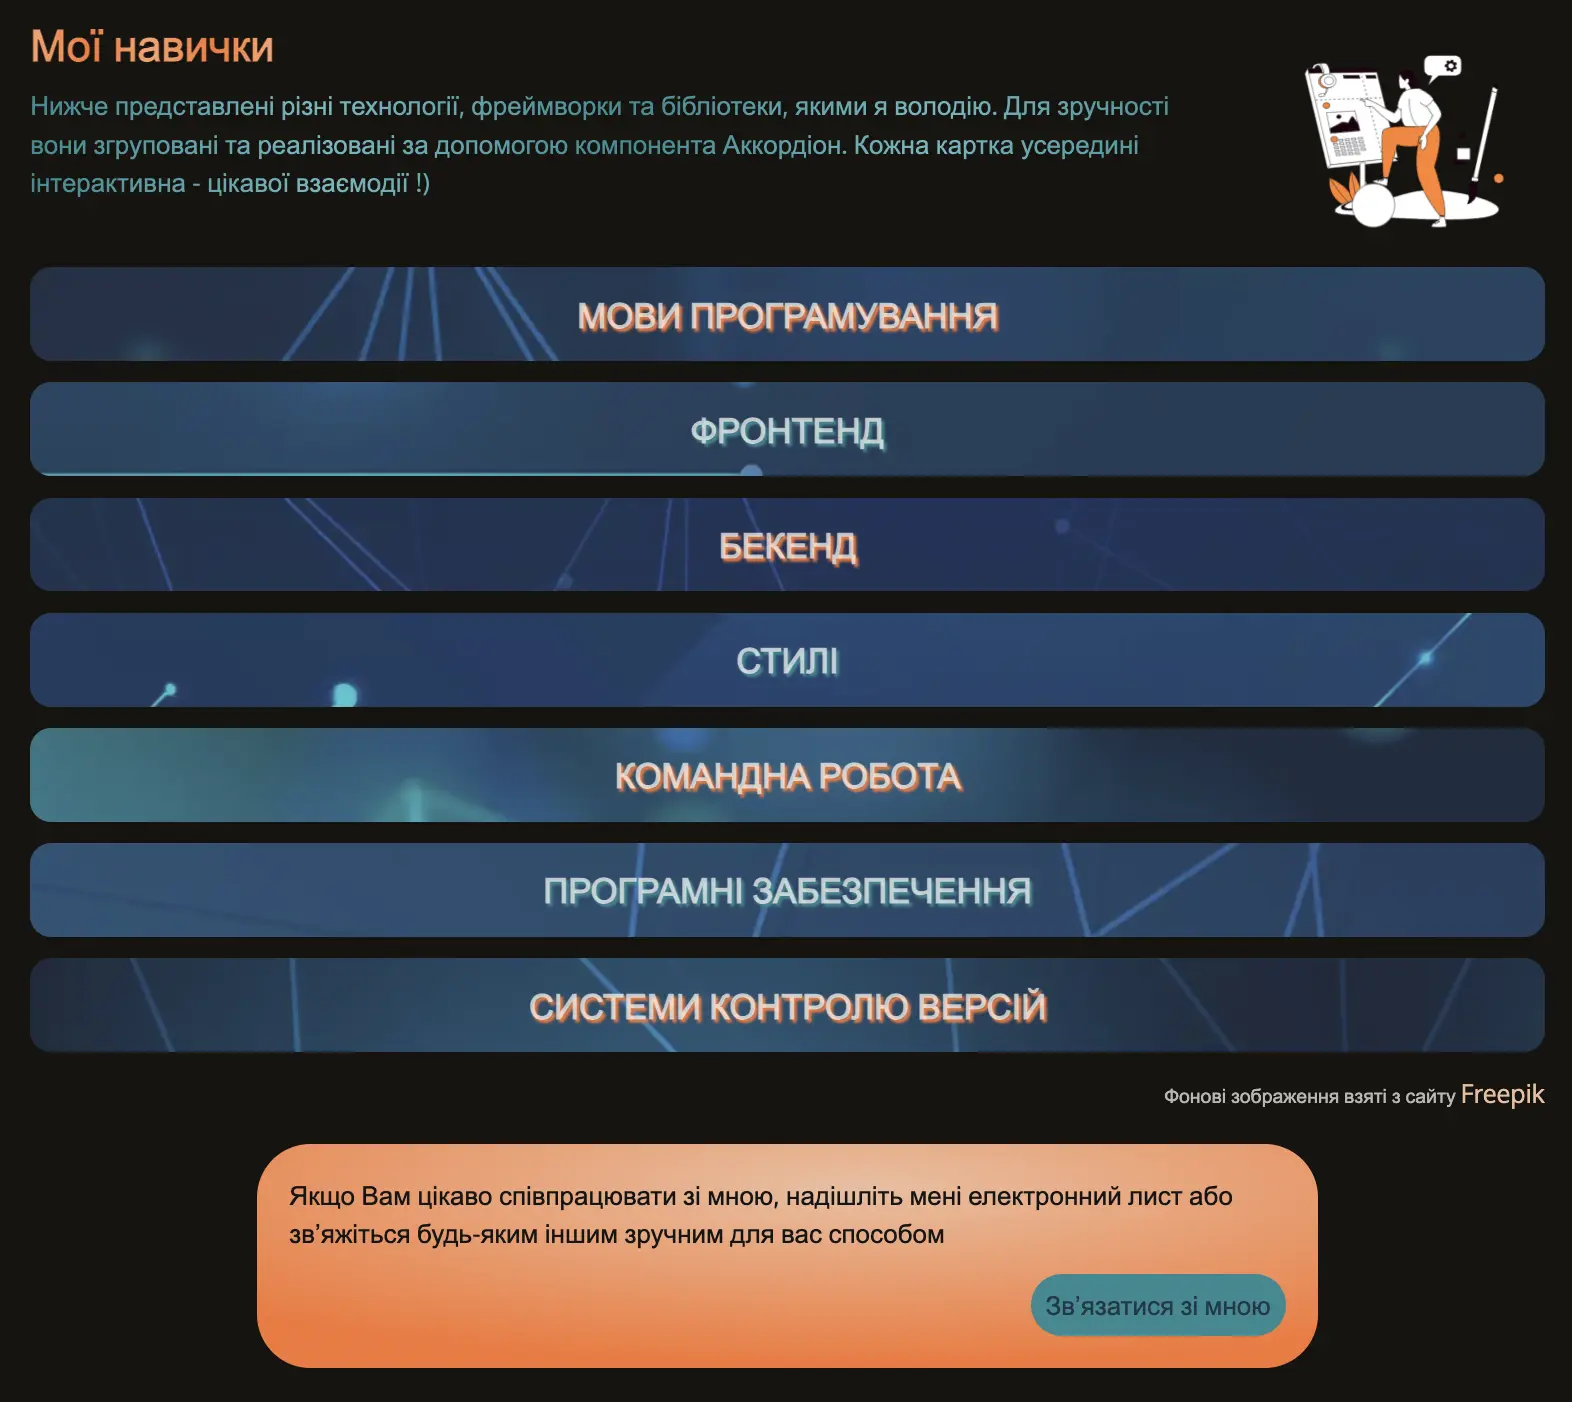 Мої навички
Нижче представлені різні технології, фреймворки та бібліотеки, якими я володію. Для зручності
вони згруповані та реалізовані за допомогою компонента Аккордіон. Кожна картка усередині
інтерактивна - цікавої взаємодії !)
МОВИ ПРОГРАМУВАННЯ
ФРОНТЕНД
БЕКЕНД
СТИЛІ
КОМАНДНА РОБОТА
ПРОГРАМНІ ЗАБЕЗПЕЧЕННЯ
СИСТЕМИ КОНТРОЛЮ ВЕРСІЙ
Фонові зображення взяті з сайту Freepik
Якщо Вам цікаво співпрацювати зі мною, надішліть мені електронний лист або
зв’яжіться будь-яким іншим зручним для вас способом
Зв’язатися зі мною